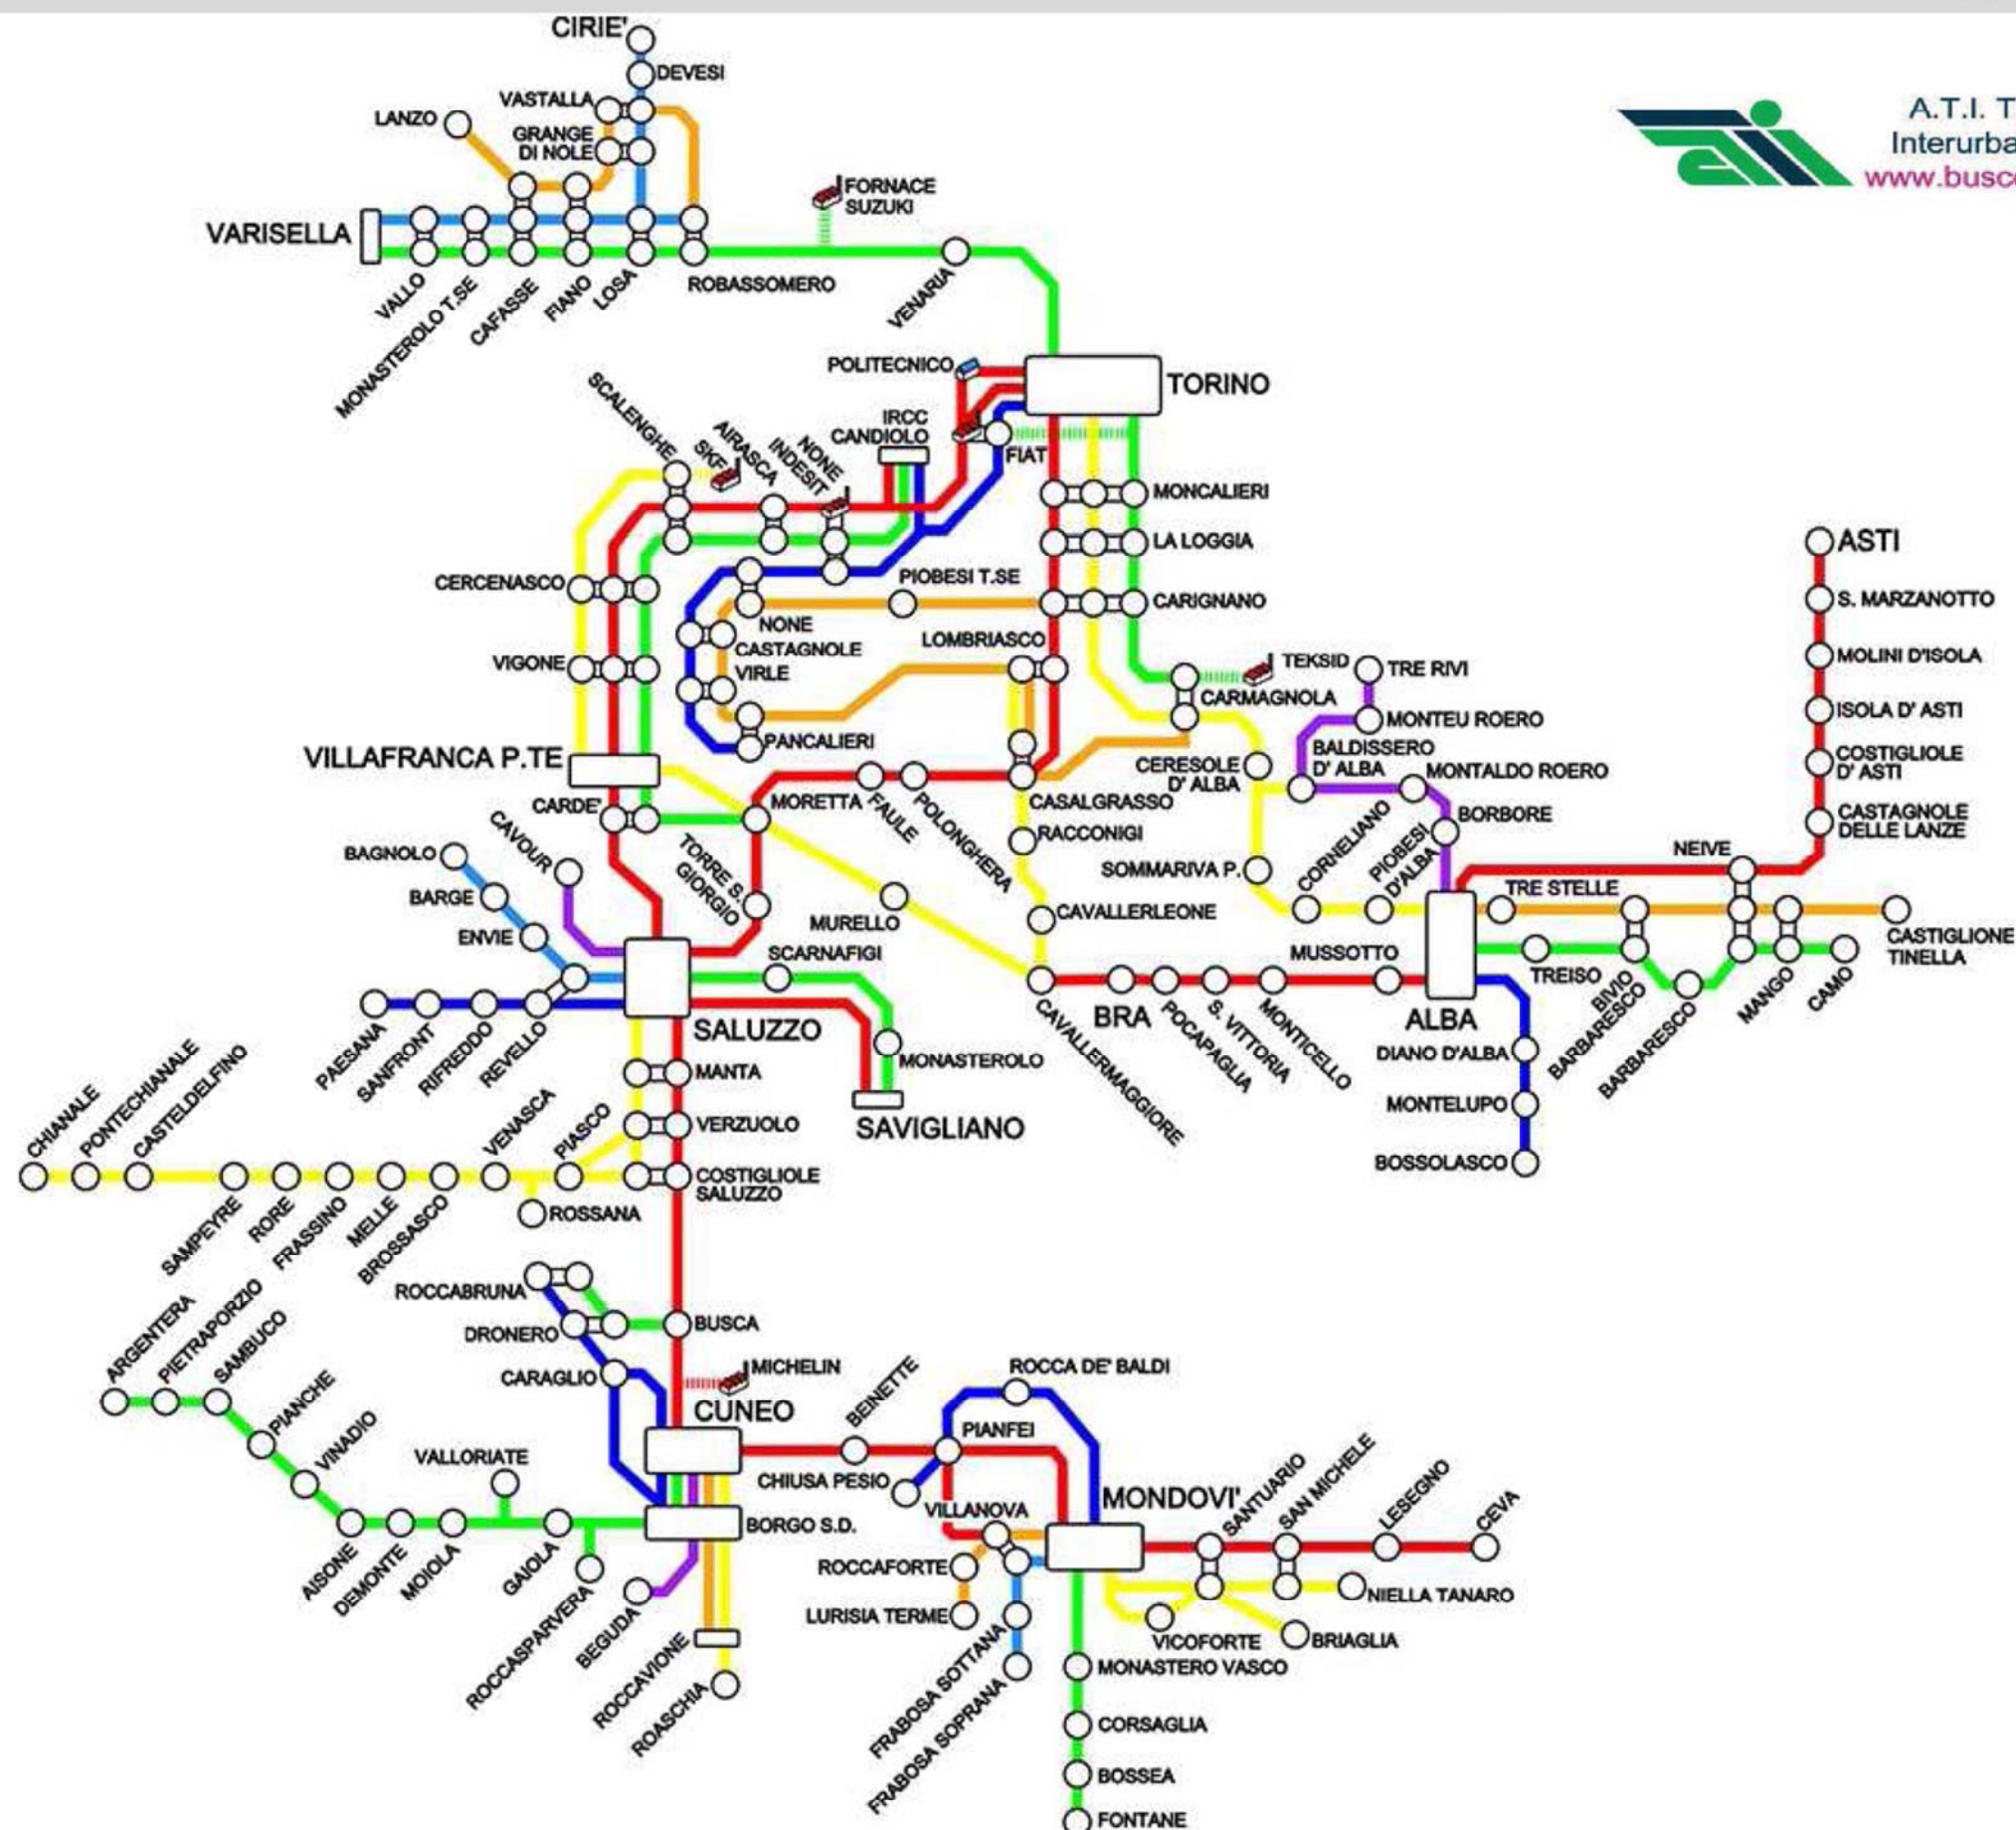 CIRIE'
DEVESI
VASTALLA
LANZO
GRANGE
DI NOLE
A.T.I. T
Interurba
www.busc
FORNACE
SUZUKI
VARISELLA
ROBASSOMERO
VALLO
MONASTEROLO T.SE
CAFASSE
FIANO
LOSA
VENARIA
POLITECNICO
TORINO
SCALENGHE
SKF
AIRASCA
NONE
INDESIT
IRCC
CANDIOLO
FIAT
MONCALIERI
LA LOGGIA
ASTI
CERCENASCO
PIOBESI T.SE
CARIGNANO
S. MARZANOTTO
NONE
LOMBRIASCO
CASTAGNOLE
VIGONE
VIRLE
TEKSID
TRE RIVI
MOLINI D'ISOLA
CARMAGNOLA
MONTEU ROERO
ISOLA D' ASTI
PANCALIERI
VILLAFRANCA P.TE
BALDISSERO
D' ALBA
CERESOLE
D' ALBA
MONTALDO ROERO
COSTIGLIOLE
D' ASTI
CARDE'
MORETTA
FAULE
POLONGHERA
CASALGRASSO
BORBORE
CASTAGNOLE
DELLE LANZE
CAVOUR
RACCONIGI
NEIVE
BAGNOLO
TORRE S.
GIORGIO
SOMMARIVA P.
CORNELIANO
PIOBESI
D'ALBA
TRE STELLE
BARGE
MURELLO
CAVALLERLEONE
ENVIE
SCARNAFIGI
MUSSOTTO
CASTIGLIONE
TINELLA
TREISO
BIVIO
BARBARESCO
BARBARESCO
MANGO
CAMO
PAESANA
SANFRONT
RIFREDDO
REVELLO
SALUZZO
CAVALLERMAGGIORE
BRA
POCAPAGLIA
S. VITTORIA
MONTICELLO
ALBA
MONASTEROLO
DIANO D'ALBA
MANTA
SAVIGLIANO
MONTELUPO
VERZUOLO
BOSSOLASCO
CHIANALE
PONTECHIANALE
CASTELDELFINO
VENASCA
PIASCO
COSTIGLIOLE
SALUZZO
SAMPEYRE
RORE
FRASSINO
MELLE
BROSSASCO
ROSSANA
ROCCABRUNA
DRONERO
BUSCA
CARAGLIO
MICHELIN
ARGENTERA
PIETRAPORZIO
SAMBUCO
PIANCHE
VINADIO
CUNEO
BEINETTE
ROCCA DE' BALDI
PIANFEI
VALLORIATE
CHIUSA PESIO
MONDOVI'
SANTUARIO
SAN MICHELE
LESEGNO
CEVA
VILLANOVA
BORGO S.D.
AISONE
DEMONTE
MOIOLA
GAIOLA
ROCCASPARVERA
BEGUDA
ROCCAVIONE
ROASCHIA
ROCCAFORTE
LURISIA TERME
FRABOSA SOTTANA
FRABOSA SOPRANA
NIELLA TANARO
VICOFORTE
BRIAGLIA
MONASTERO VASCO
CORSAGLIA
BOSSEA
FONTANE